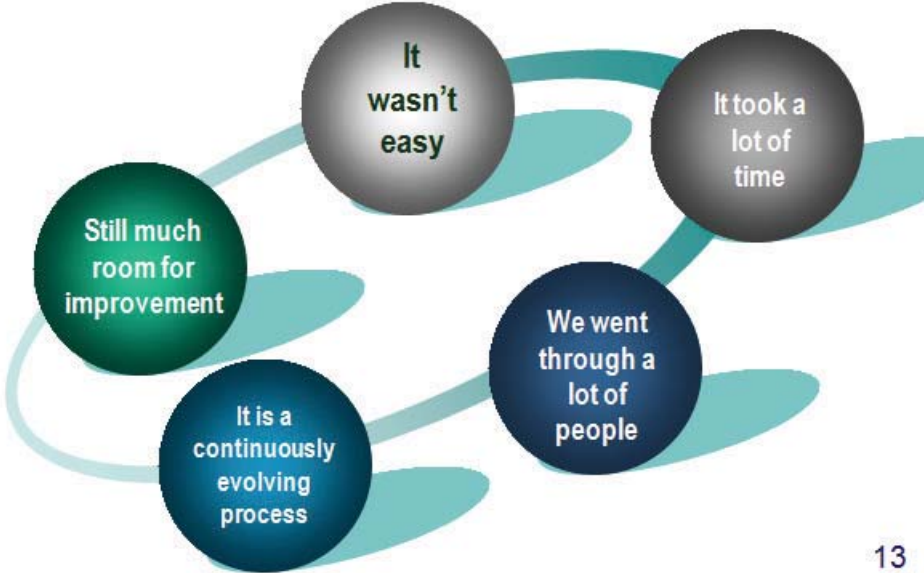 It
wasn't
easy
It took a
lot of
time
We went
through a
lot of
people
It is a
continuously
evolving
process
Still much
room for
improvement
13